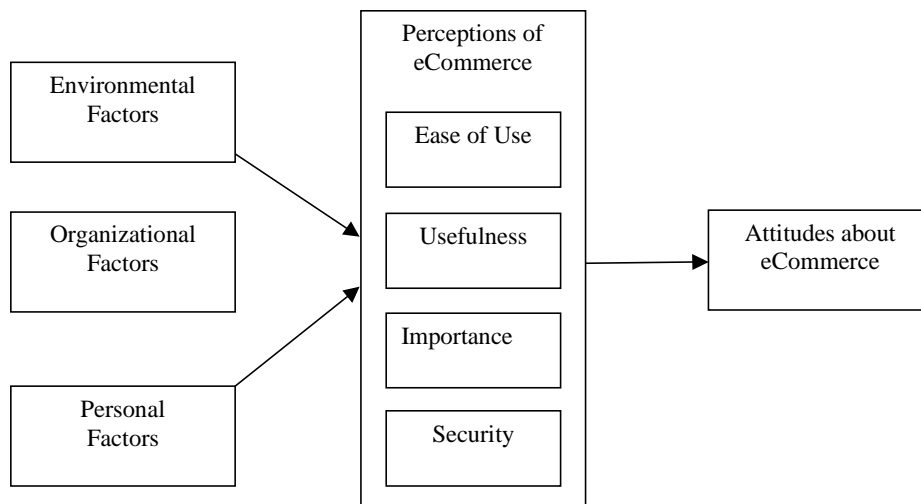 Environmental
Factors
Organizational
Factors
Personal
Factors
Perceptions of
eCommerce
Ease of Use
Usefulness
Importance
Security
Attitudes about
eCommerce